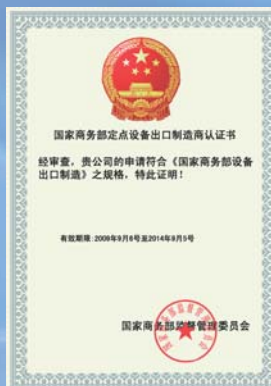 国家商务部定点设备出口制造商认证书
经审查，贵公司的申请符合《国家商务部设备
出口制造》之规格，特此证明！
有效期限：2009年9月6号至2014年9月5号
国家商务部监督管理委员会